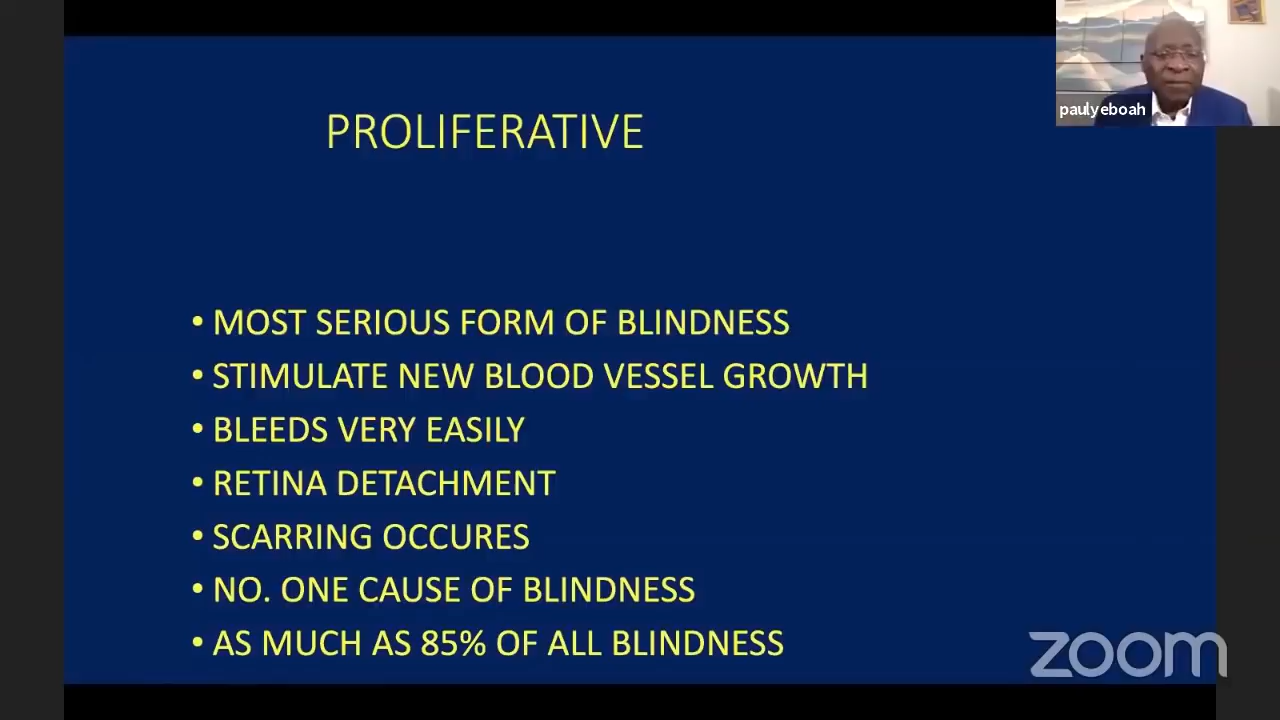 PROLIFERATIVE
paulyeboah
• MOST SERIOUS FORM OF BLINDNESS
• STIMULATE NEW BLOOD VESSEL GROWTH
• BLEEDS VERY EASILY
• RETINA DETACHMENT
• SCARRING OCCURES
• NO. ONE CAUSE OF BLINDNESS
• AS MUCH AS 85% OF ALL BLINDNESS
zoom